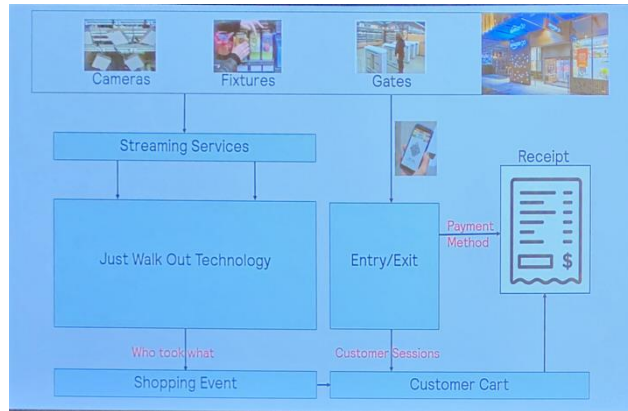 Cameras
Fixtures
Gates
Streaming Services
Receipt
Just Walk Out Technology
Entry/Exit
Payment
Method
$
Who took what
Customer Sessions
Shopping Event
Customer Cart